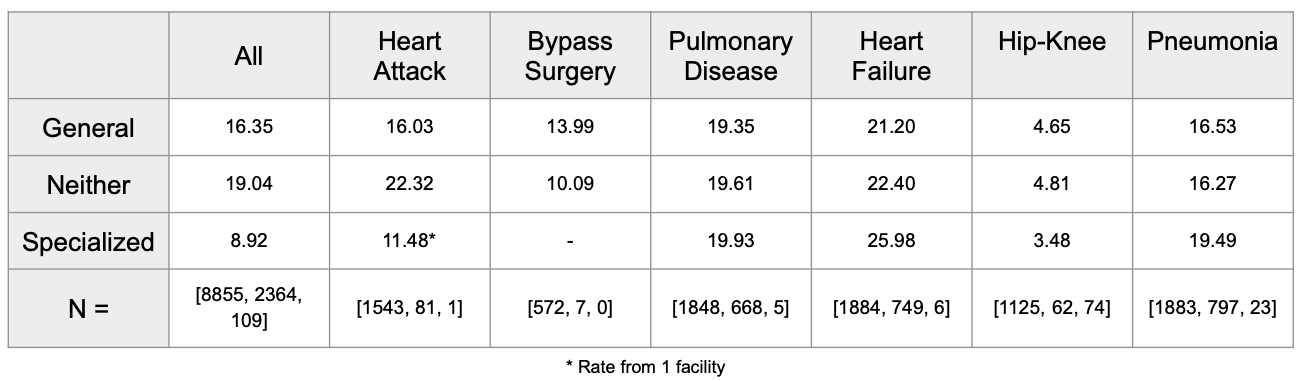 All Heart Attack Bypass Surgery Pulmonary Disease Heart Failure Hip-Knee Pneumonia
General 16.35 16.03 13.99 19.35 21.20 4.65 16.53
Neither 19.04 22.32 10.09 19.61 22.40 4.81 16.27
Specialized 8.92 11.48* - 19.93 25.98 3.48 19.49
N = [8855, 2364, 109] [1543, 81, 1] [572, 7, 0] [1848, 668, 5] [1884, 749, 6] [1125, 62, 74] [1883, 797, 23]
* Rate from 1 facility